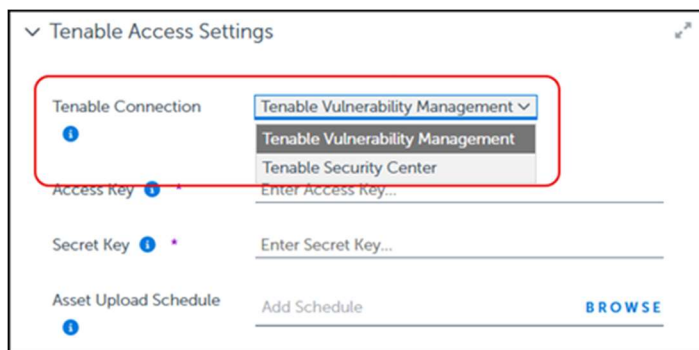 Tenable Access Settings
Tenable Connection
Tenable Vulnerability Management
Tenable Vulnerability Management
Tenable Security Center
Access Key *
Enter Access Key...
Secret Key *
Enter Secret Key...
Asset Upload Schedule
Add Schedule
BROWSE